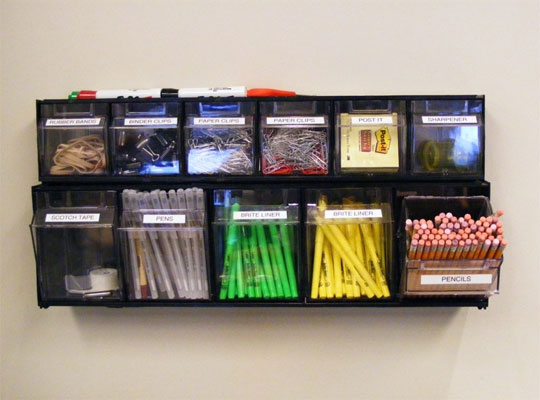 RUBBER BANDS
BINDER CLIPS
PAPER CLIPS
PAPER CLIPS
POST IT
SHARPENER
Post-it
SCOTCH TAPE
PENS
BRITE LINER
BRITE LINER
PENCILS